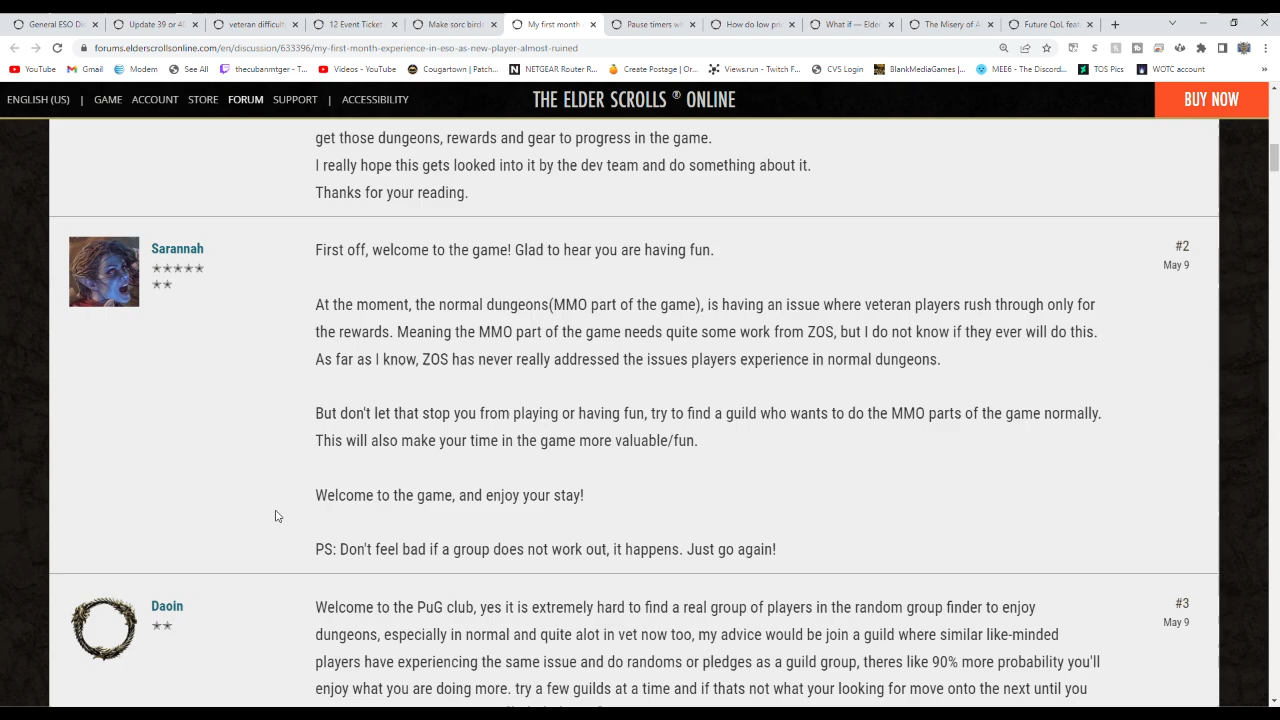 General ESO Dis
Update 39 or 40
veteran difficult
12 Event Ticket
Make sorc birds
My first month
Pause timers w
How do low pri
What if — Elder
The Misery of A
Future QoL feat
forums.elderscrollsonline.com/en/discussion/633396/my-first-month-experience-in-eso-as-new-player-almost-ruined
YouTube
Gmail
Modem
See All
thecubanmtger - T...
Videos - YouTube
Cougartown | Patch...
NETGEAR Router R...
Create Postage | Or...
Views.run - Twitch F...
CVS Login
BlankMediaGames |...
MEE6 - The Discord...
TOS Pics
WOTC account
»
ENGLISH (US) | GAME ACCOUNT STORE FORUM SUPPORT | ACCESSIBILITY
THE ELDER SCROLLS ® ONLINE
BUY NOW
get those dungeons, rewards and gear to progress in the game.
I really hope this gets looked into it by the dev team and do something about it.
Thanks for your reading.
Sarannah
#2
May 9
First off, welcome to the game! Glad to hear you are having fun.
At the moment, the normal dungeons(MMO part of the game), is having an issue where veteran players rush through only for
the rewards. Meaning the MMO part of the game needs quite some work from ZOS, but I do not know if they ever will do this.
As far as I know, ZOS has never really addressed the issues players experience in normal dungeons.
But don't let that stop you from playing or having fun, try to find a guild who wants to do the MMO parts of the game normally.
This will also make your time in the game more valuable/fun.
Welcome to the game, and enjoy your stay!
PS: Don't feel bad if a group does not work out, it happens. Just go again!
Daoin
#3
May 9
Welcome to the PuG club, yes it is extremely hard to find a real group of players in the random group finder to enjoy
dungeons, especially in normal and quite alot in vet now too, my advice would be join a guild where similar like-minded
players have experiencing the same issue and do randoms or pledges as a guild group, theres like 90% more probability you'll
enjoy what you are doing more. try a few guilds at a time and if thats not what your looking for move onto the next until you